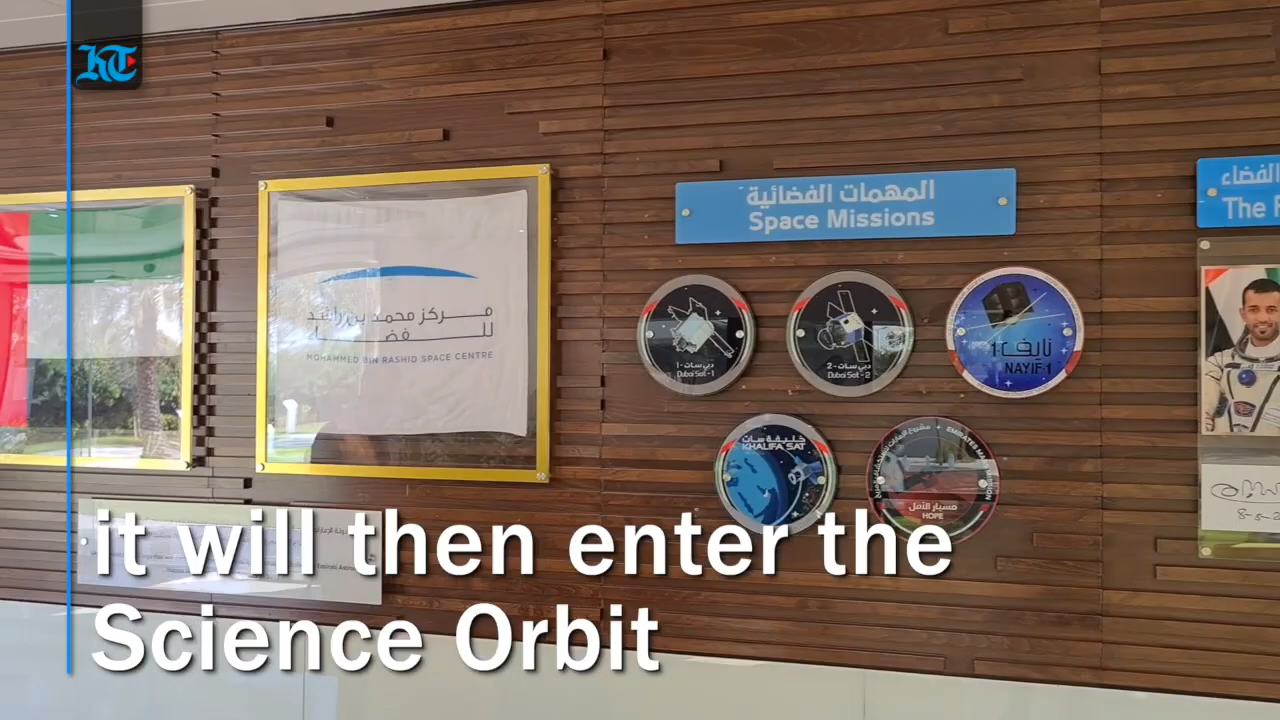 KT
المهمات الفضائية
Space Missions
الفضاء
The
مركز محمد بن راشد
للفضاء
MOHAMMED BIN RASHID SPACE CENTRE
دبي سات - 1
Dubai Sat - 1
دبي سات - 2
Dubai Sat - 2
نايف - 1
NAYIF-1
خليفة سات
KHALIFA SAT
EMIRATES MARS MISSION
مسبار الأمل
HOPE
it will then enter the
Science Orbit